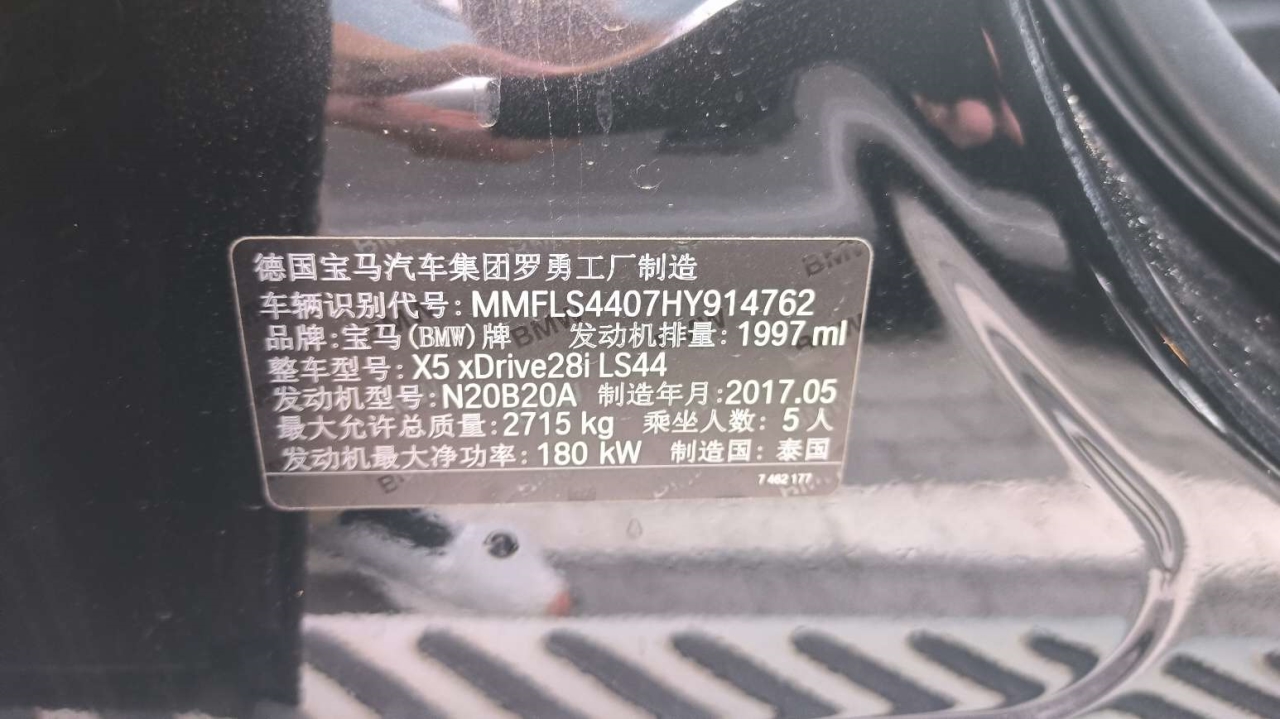 德国宝马汽车集团罗勇工厂制造
车辆识别代号: MMFLS4407HY914762
品牌: 宝马(BMW)牌 发动机排量: 1997 ml
整车型号: X5 xDrive28i LS44
发动机型号: N20B20A 制造年月: 2017.05
最大允许总质量: 2715 kg 乘坐人数: 5 人
发动机最大净功率: 180 kW 制造国: 泰国
7 462 177